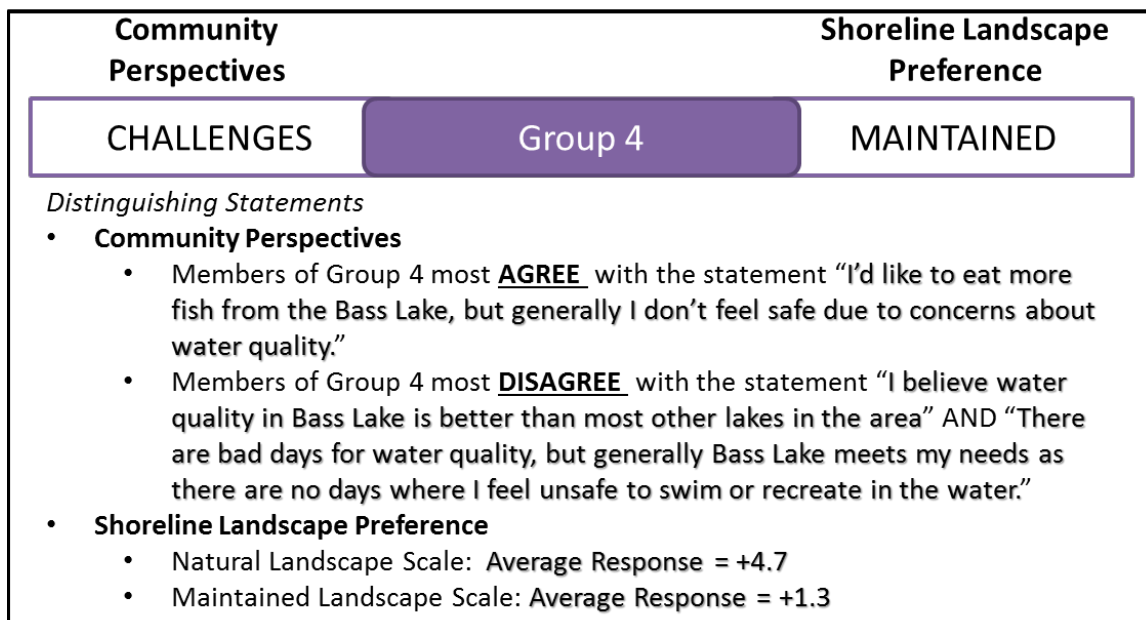 Community Perspectives
Shoreline Landscape Preference
CHALLENGES
Group 4
MAINTAINED
Distinguishing Statements
• Community Perspectives
• Members of Group 4 most AGREE with the statement “I’d like to eat more
fish from the Bass Lake, but generally I don’t feel safe due to concerns about
water quality.”
• Members of Group 4 most DISAGREE with the statement “I believe water
quality in Bass Lake is better than most other lakes in the area” AND “There
are bad days for water quality, but generally Bass Lake meets my needs as
there are no days where I feel unsafe to swim or recreate in the water.”
• Shoreline Landscape Preference
• Natural Landscape Scale: Average Response = +4.7
• Maintained Landscape Scale: Average Response = +1.3